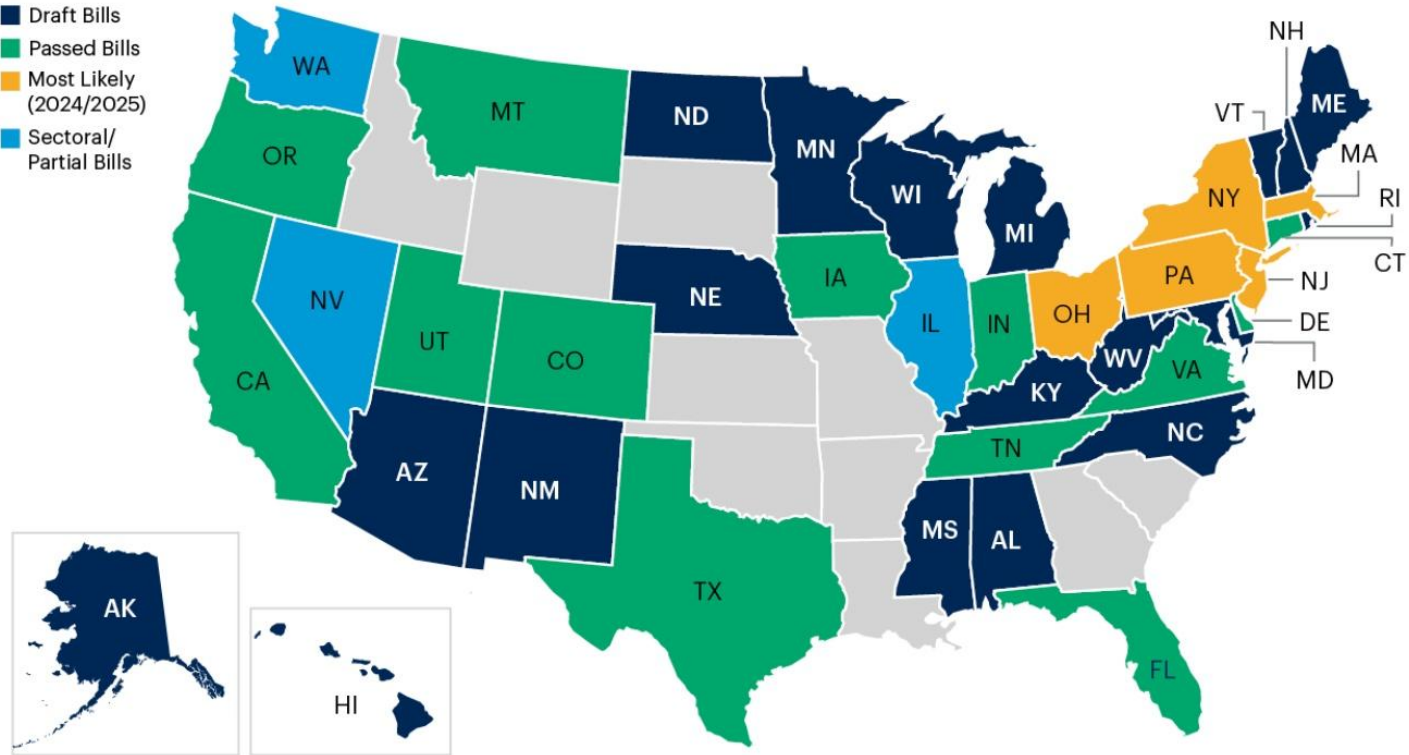 Draft Bills
Passed Bills
Most Likely
(2024/2025)
Sectoral/
Partial Bills
WA
OR
MT
ND
MN
WI
MI
NH
VT
ME
MA
RI
CT
NY
PA
NJ
DE
MD
NV
UT
CO
CA
NE
IA
IL
IN
OH
WV
VA
KY
NC
TN
AZ
NM
TX
MS
AL
FL
AK
HI